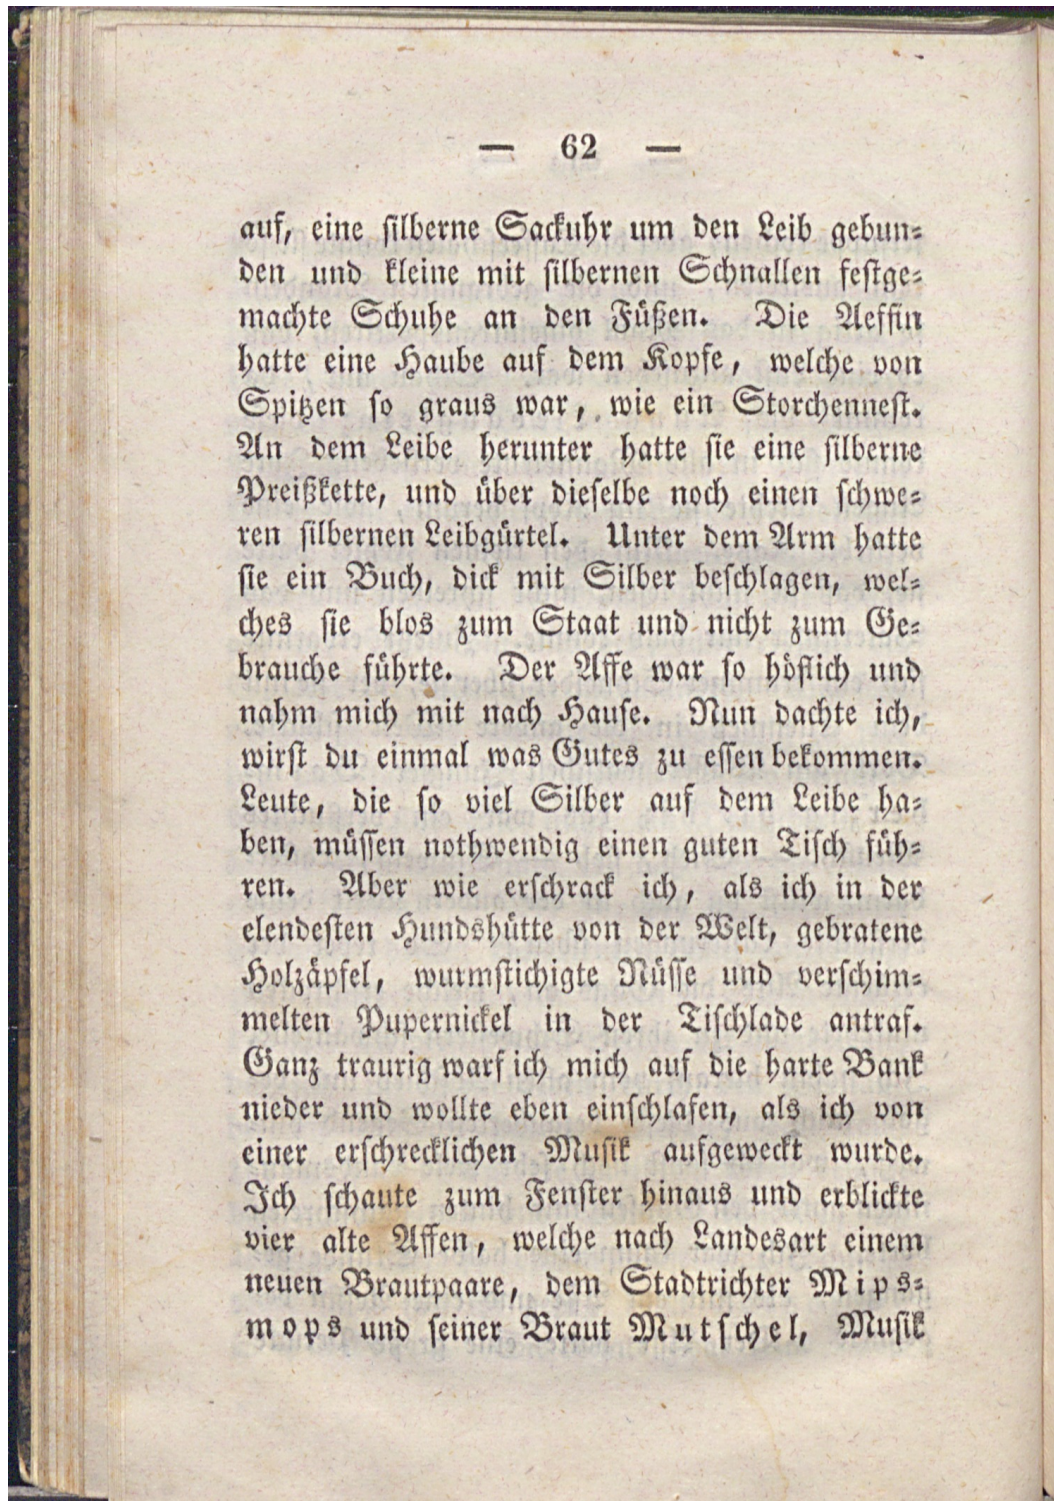 — 62 —
auf, eine silberne Sackuhr um den Leib gebun-
den und kleine mit silbernen Schnallen festge-
machte Schuhe an den Füßen. Die Aeffin
hatte eine Haube auf dem Kopfe, welche von
Spitzen so graus war, wie ein Storchennest.
An dem Leibe herunter hatte sie eine silberne
Preißkette, und über dieselbe noch einen schwe-
ren silbernen Leibgürtel. Unter dem Arm hatte
sie ein Buch, dick mit Silber beschlagen, wel-
ches sie blos zum Staat und nicht zum Ge-
brauche führte. Der Affe war so höflich und
nahm mich mit nach Hause. Nun dachte ich,
wirst du einmal was Gutes zu essen bekommen.
Leute, die so viel Silber auf dem Leibe ha-
ben, müssen nothwendig einen guten Tisch füh-
ren. Aber wie erschrack ich, als ich in der
elendesten Hundshütte von der Welt, gebratene
Holzäpfel, wurmstichigte Nüsse und verschim-
melten Pupernickel in der Tischlade antraf.
Ganz traurig warf ich mich auf die harte Bank
nieder und wollte eben einschlafen, als ich von
einer erschrecklichen Musik aufgeweckt wurde.
Ich schaute zum Fenster hinaus und erblickte
vier alte Affen, welche nach Landesart einem
neuen Brautpaare, dem Stadtrichter Mips-
mops und seiner Braut Mutschel, Musik